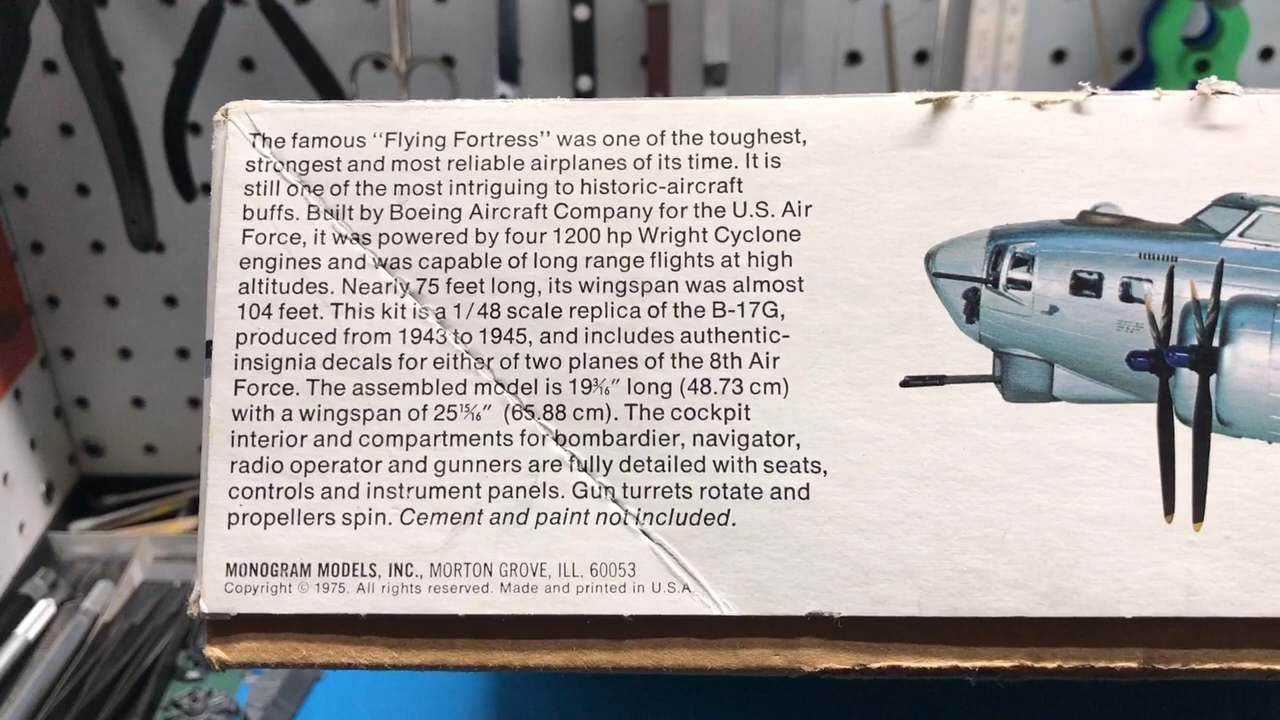 The famous “Flying Fortress” was one of the toughest,
strongest and most reliable airplanes of its time. It is
still one of the most intriguing to historic-aircraft
buffs. Built by Boeing Aircraft Company for the U.S. Air
Force, it was powered by four 1200 hp Wright Cyclone
engines and was capable of long range flights at high
altitudes. Nearly 75 feet long, its wingspan was almost
104 feet. This kit is a 1/48 scale replica of the B-17G,
produced from 1943 to 1945, and includes authentic-
insignia decals for either of two planes of the 8th Air
Force. The assembled model is 19³⁄₁₆″ long (48.73 cm)
with a wingspan of 25¹⁵⁄₁₆″ (65.88 cm). The cockpit
interior and compartments for bombardier, navigator,
radio operator and gunners are fully detailed with seats,
controls and instrument panels. Gun turrets rotate and
propellers spin. Cement and paint not included.
MONOGRAM MODELS, INC., MORTON GROVE, ILL. 60053
Copyright © 1975. All rights reserved. Made and printed in U.S.A.